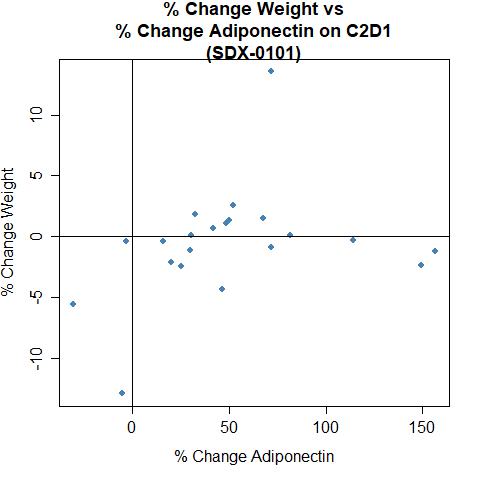 % Change Weight vs
% Change Adiponectin on C2D1
(SDX-0101)
% Change Weight
10
5
0
-5
-10
0
50
100
150
% Change Adiponectin